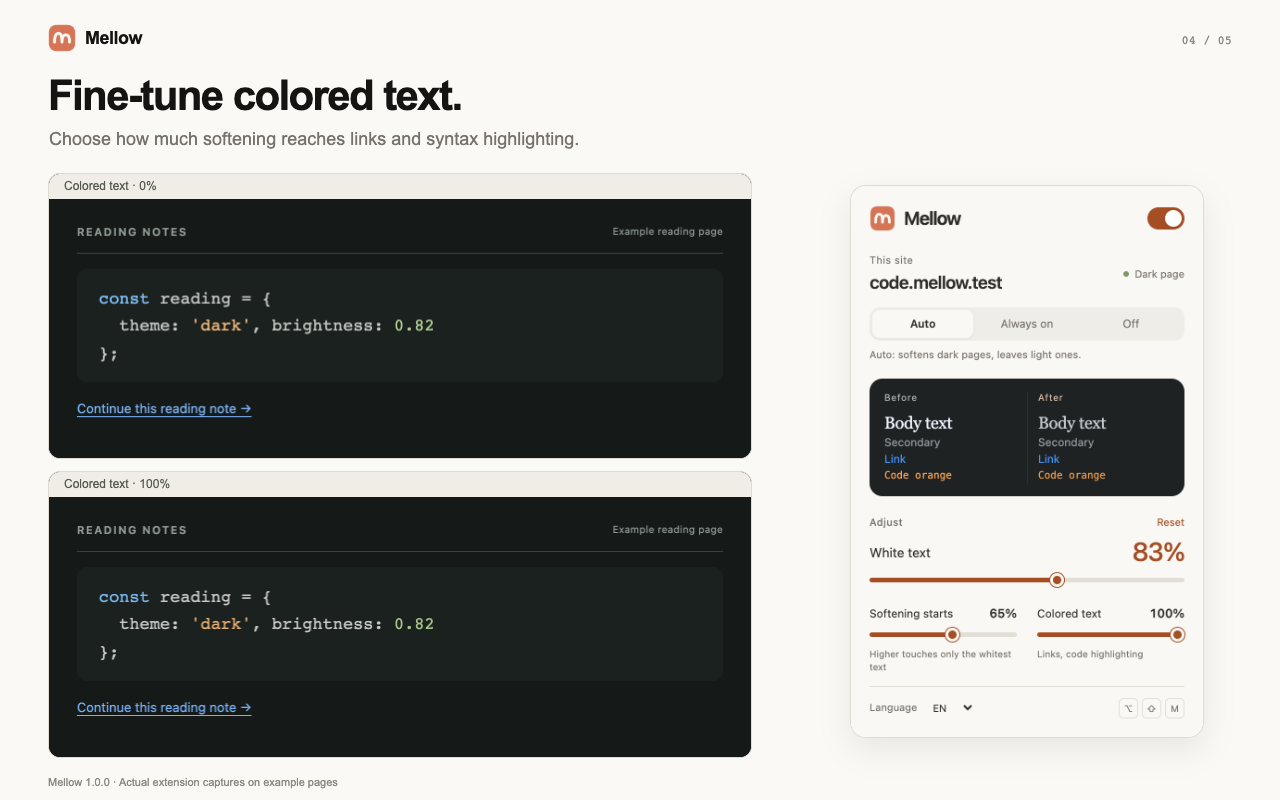 Mellow
04 / 05
Fine-tune colored text.
Choose how much softening reaches links and syntax highlighting.
Colored text · 0%
READING NOTES
Example reading page
const reading = {
  theme: 'dark', brightness: 0.82
};
Continue this reading note →
Colored text · 100%
READING NOTES
Example reading page
const reading = {
  theme: 'dark', brightness: 0.82
};
Continue this reading note →
Mellow
This site
code.mellow.test
Dark page
Auto
Always on
Off
Auto: softens dark pages, leaves light ones.
Before
Body text
Secondary
Link
Code orange
After
Body text
Secondary
Link
Code orange
Adjust
Reset
White text
83%
Softening starts
65%
Higher touches only the whitest
text
Colored text
100%
Links, code highlighting
Language
EN
⌥ ⇧ M
Mellow 1.0.0 · Actual extension captures on example pages